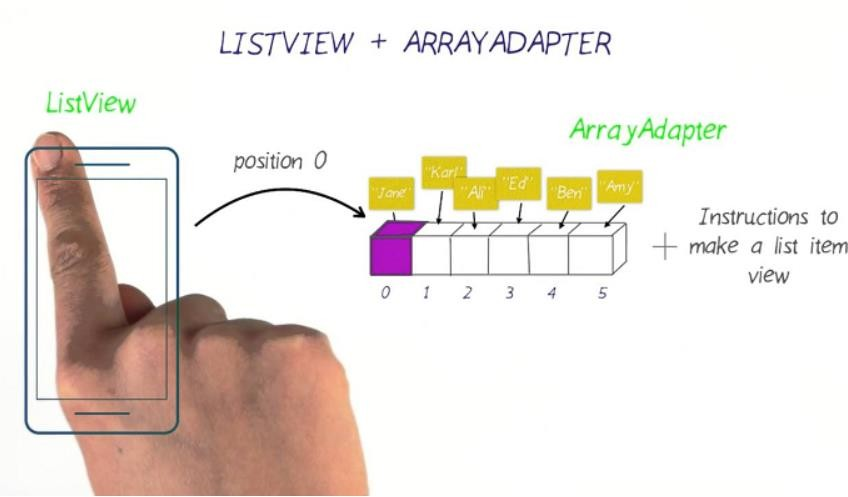 LISTVIEW + ARRAYADAPTER
ListView
ArrayAdapter
position 0
"Jane"
"Karl"
"Ali"
"Ed"
"Ben"
"Amy"
+
Instructions to
make a list item
view
0 1 2 3 4 5